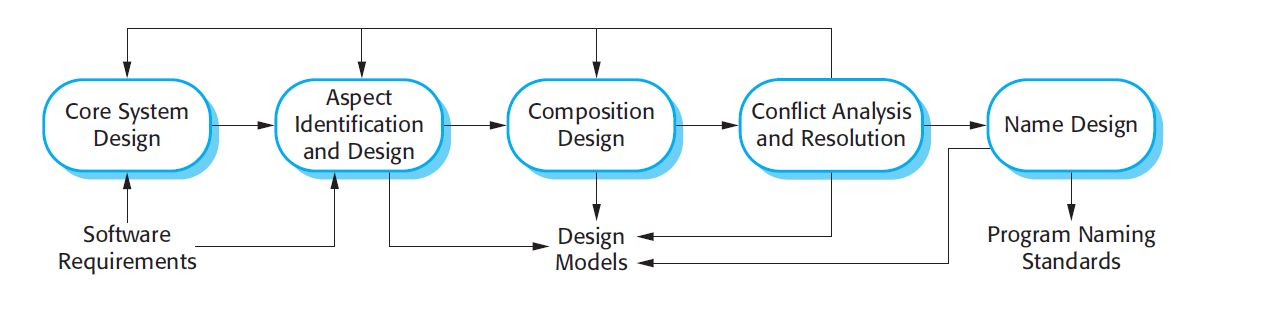 Core System
Design
Aspect
Identification
and Design
Composition
Design
Conflict Analysis
and Resolution
Name Design
Software
Requirements
Design
Models
Program Naming
Standards